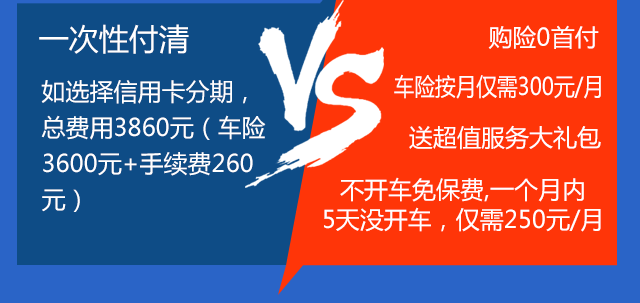 一次性付清
如选择信用卡分期，
总费用3860元（车险
3600元+手续费260
元）
VS
购险0首付
车险按月仅需300元/月
送超值服务大礼包
不开车免保费,一个月内
5天没开车，仅需250元/月